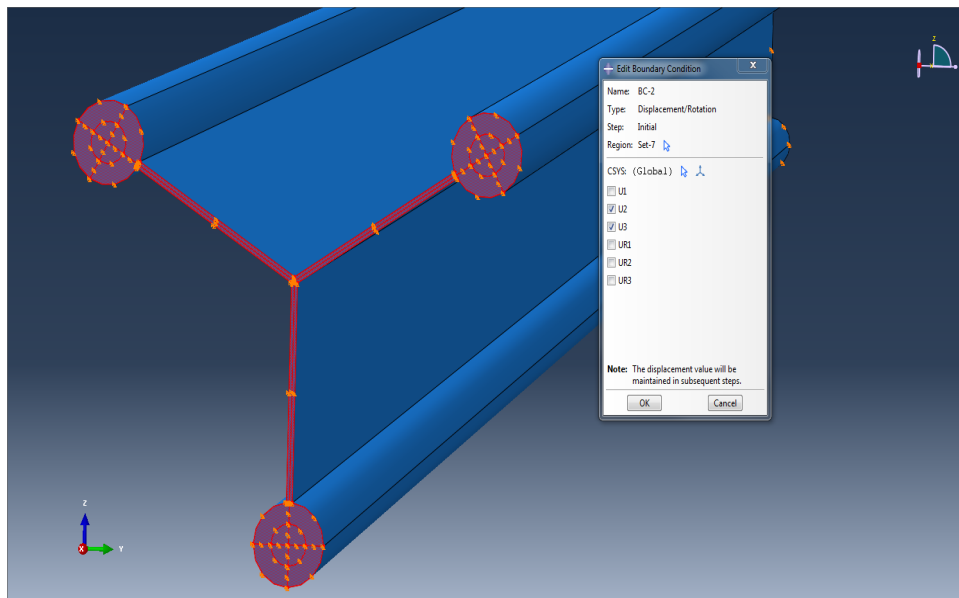 Edit Boundary Condition
X
Name: BC-2
Type: Displacement/Rotation
Step: Initial
Region: Set-7
CSYS: (Global)
U1
U2
U3
UR1
UR2
UR3
Note: The displacement value will be
maintained in subsequent steps.
OK Cancel
Z
Z
X Y